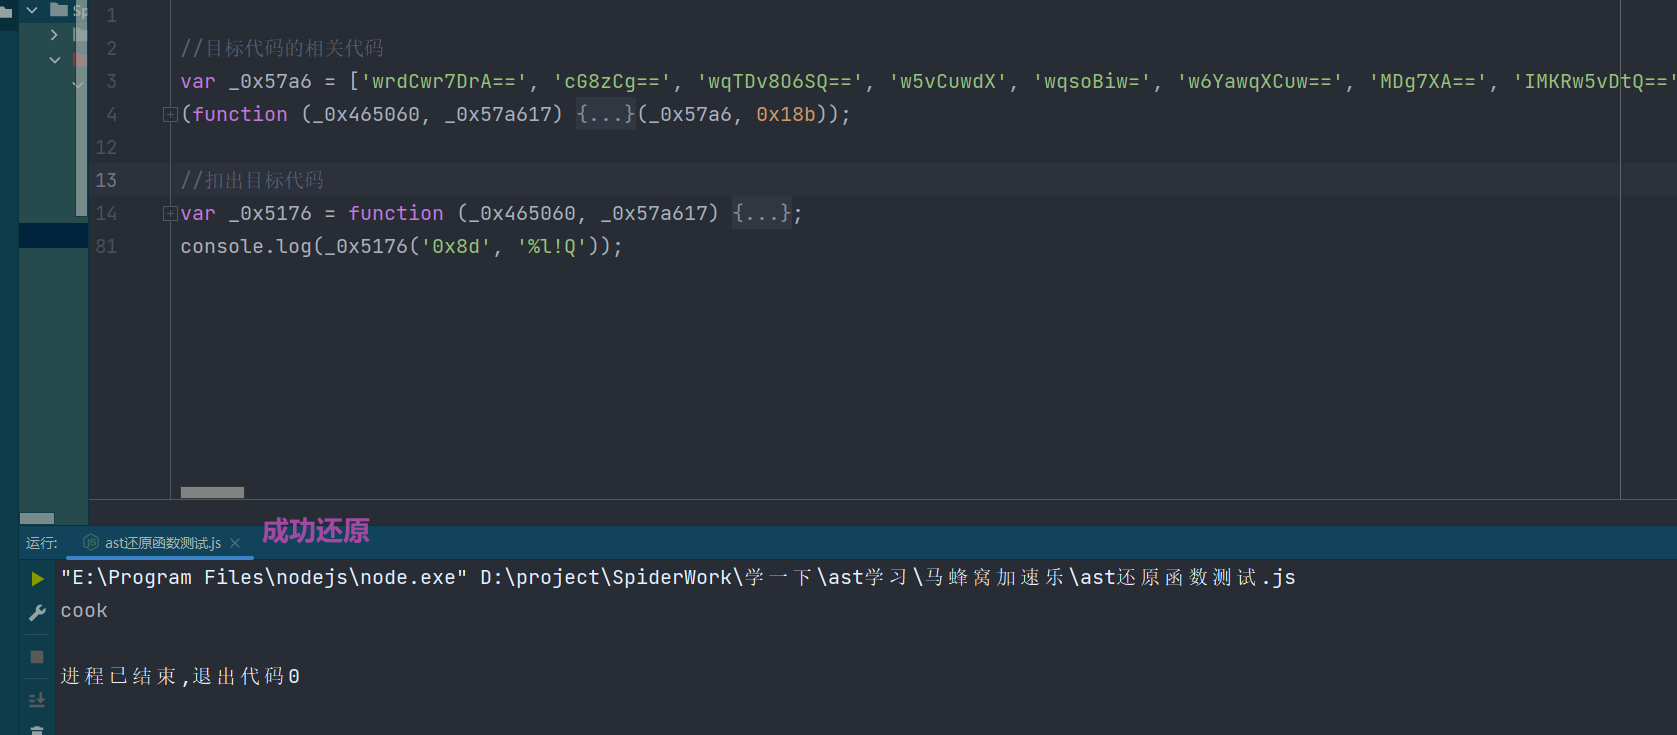 Sp
1
2 //目标代码的相关代码
3 var _0x57a6 = ['wrdCwr7DrA==', 'cG8zCg==', 'wqTDv8O6SQ==', 'w5vCuwdX', 'wqsoBiw=', 'w6YawqXCuw==', 'MDg7XA==', 'IMKRw5vDtQ=='
4 (function (_0x465060, _0x57a617) {...}(_0x57a6, 0x18b));
12
13 //扣出目标代码
14 var _0x5176 = function (_0x465060, _0x57a617) {...};
81 console.log(_0x5176('0x8d', '%l!Q'));
成功还原
运行: ast还原函数测试.js
"E:\Program Files\nodejs\node.exe" D:\project\SpiderWork\学一下\ast学习\马蜂窝加速乐\ast还原函数测试.js
cook
进程已结束,退出代码0